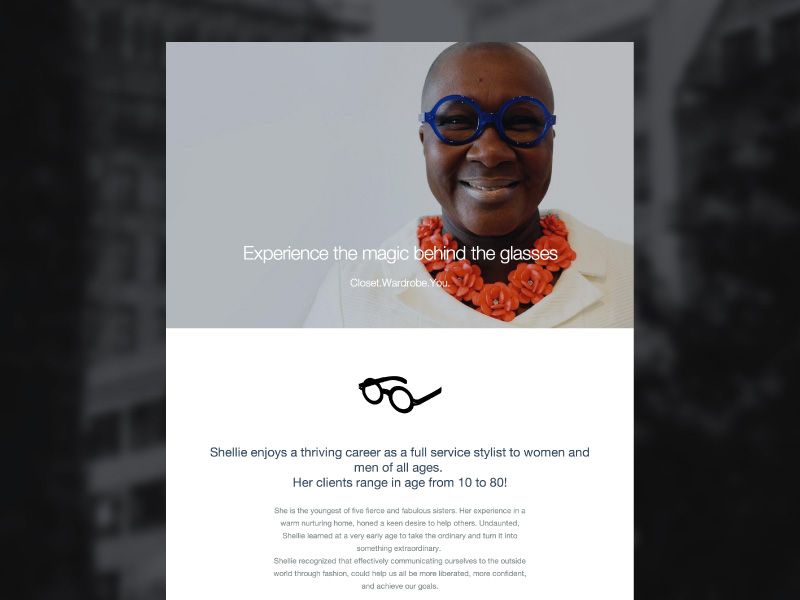 Experience the magic behind the glasses
Closet.Wardrobe.You.
Shellie enjoys a thriving career as a full service stylist to women and
men of all ages.
Her clients range in age from 10 to 80!
She is the youngest of five fierce and fabulous sisters. Her experience in a
warm nurturing home, honed a keen desire to help others. Undaunted,
Shellie learned at a very early age to take the ordinary and turn it into
something extraordinary.
Shellie recognized that effectively communicating ourselves to the outside
world through fashion, could help us all be more liberated, more confident,
and achieve our goals.